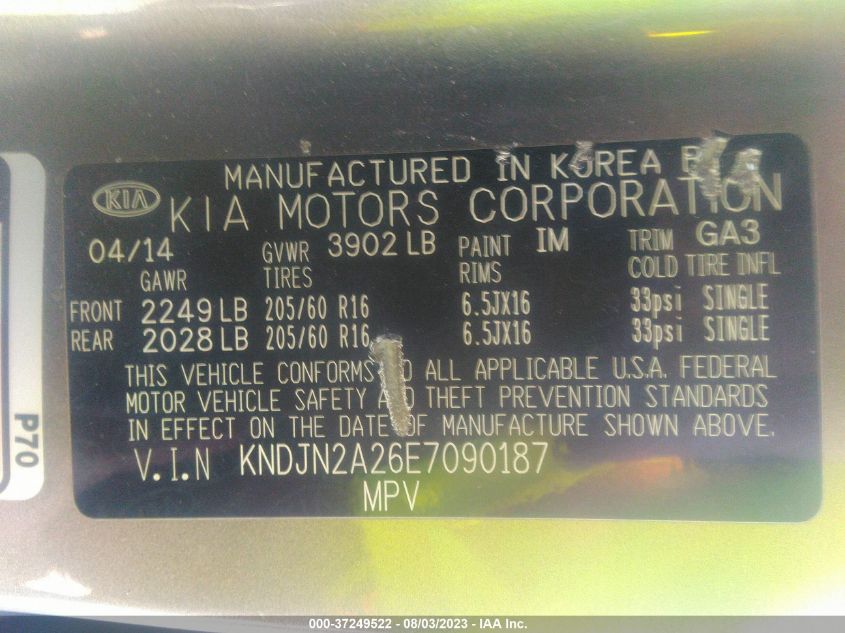 MANUFACTURED IN KOREA
KIA
KIA MOTORS CORPORATION
04/14 GVWR 3902 LB PAINT IM TRIM GA3
GAWR TIRES RIMS COLD TIRE INFL
FRONT 2249 LB 205/60 R16 6.5JX16 33psi SINGLE
REAR 2028 LB 205/60 R16 6.5JX16 33psi SINGLE
THIS VEHICLE CONFORMS TO ALL APPLICABLE U.S.A. FEDERAL
MOTOR VEHICLE SAFETY AND THEFT PREVENTION STANDARDS
IN EFFECT ON THE DATE OF MANUFACTURE SHOWN ABOVE.
V.I.N KNDJN2A26E7090187
MPV
P70
000-37249522 - 08/03/2023 - IAA Inc.